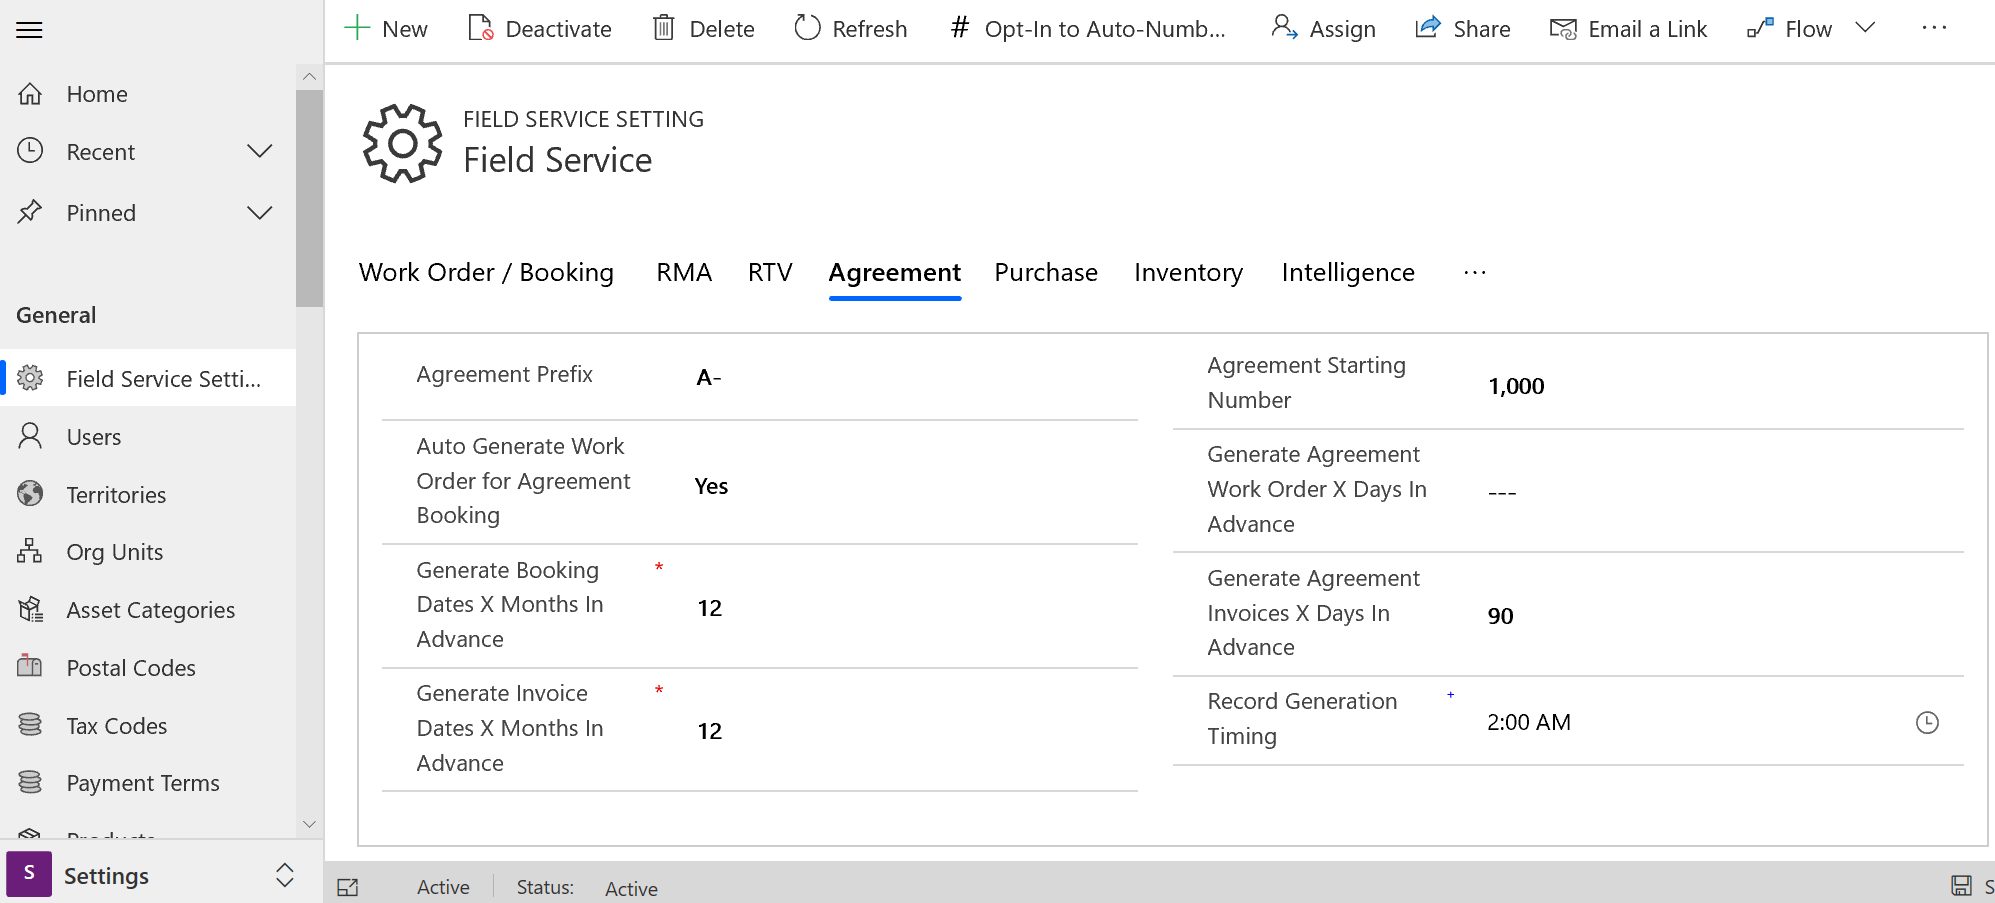 New
Deactivate
Delete
Refresh
# Opt-In to Auto-Numb...
Assign
Share
Email a Link
Flow
...
Home
Recent
Pinned
General
Field Service Setti...
Users
Territories
Org Units
Asset Categories
Postal Codes
Tax Codes
Payment Terms
Products
S
Settings
FIELD SERVICE SETTING
Field Service
Work Order / Booking
RMA
RTV
Agreement
Purchase
Inventory
Intelligence
...
Agreement Prefix
A-
Auto Generate Work
Order for Agreement
Booking
Yes
Generate Booking
Dates X Months In
Advance
*
12
Generate Invoice
Dates X Months In
Advance
*
12
Agreement Starting
Number
1,000
Generate Agreement
Work Order X Days In
Advance
---
Generate Agreement
Invoices X Days In
Advance
90
Record Generation
Timing
+
2:00 AM
Active
Status:
Active
S